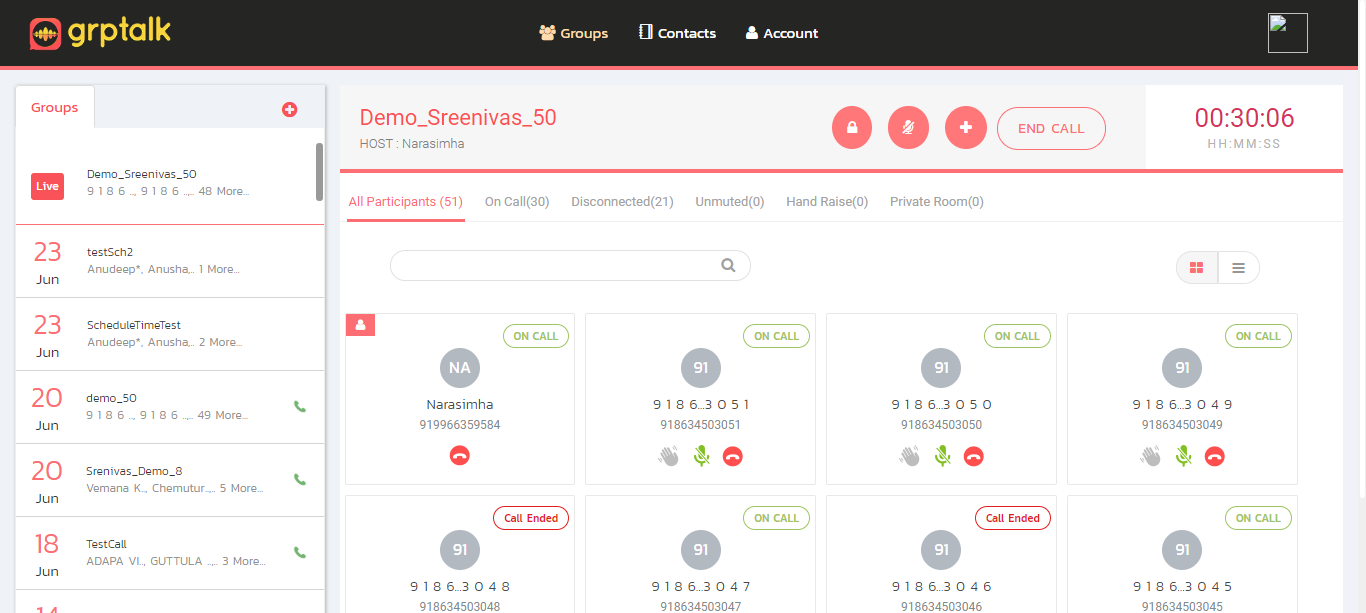 grptalk
Groups Contacts Account
Groups
Live
Demo_Sreenivas_50
9 1 8 6 .., 9 1 8 6 ..,.. 48 More...
23 Jun
testSch2
Anudeep*, Anusha,.. 1 More...
23 Jun
ScheduleTimeTest
Anudeep*, Anusha,.. 2 More...
20 Jun
demo_50
9 1 8 6 .., 9 1 8 6 ..,.. 49 More...
20 Jun
Srenivas_Demo_8
Vemana K.., Chemutur..,.. 5 More...
18 Jun
TestCall
ADAPA VI.., GUTTULA ..,.. 3 More...
Demo_Sreenivas_50
HOST : Narasimha
END CALL
00:30:06
HH:MM:SS
All Participants (51) On Call(30) Disconnected(21) Unmuted(0) Hand Raise(0) Private Room(0)
ON CALL
NA
Narasimha
919966359584
ON CALL
91
9 1 8 6...3 0 5 1
918634503051
ON CALL
91
9 1 8 6...3 0 5 0
918634503050
ON CALL
91
9 1 8 6...3 0 4 9
918634503049
Call Ended
91
9 1 8 6...3 0 4 8
918634503048
ON CALL
91
9 1 8 6...3 0 4 7
918634503047
Call Ended
91
9 1 8 6...3 0 4 6
918634503046
ON CALL
91
9 1 8 6...3 0 4 5
918634503045